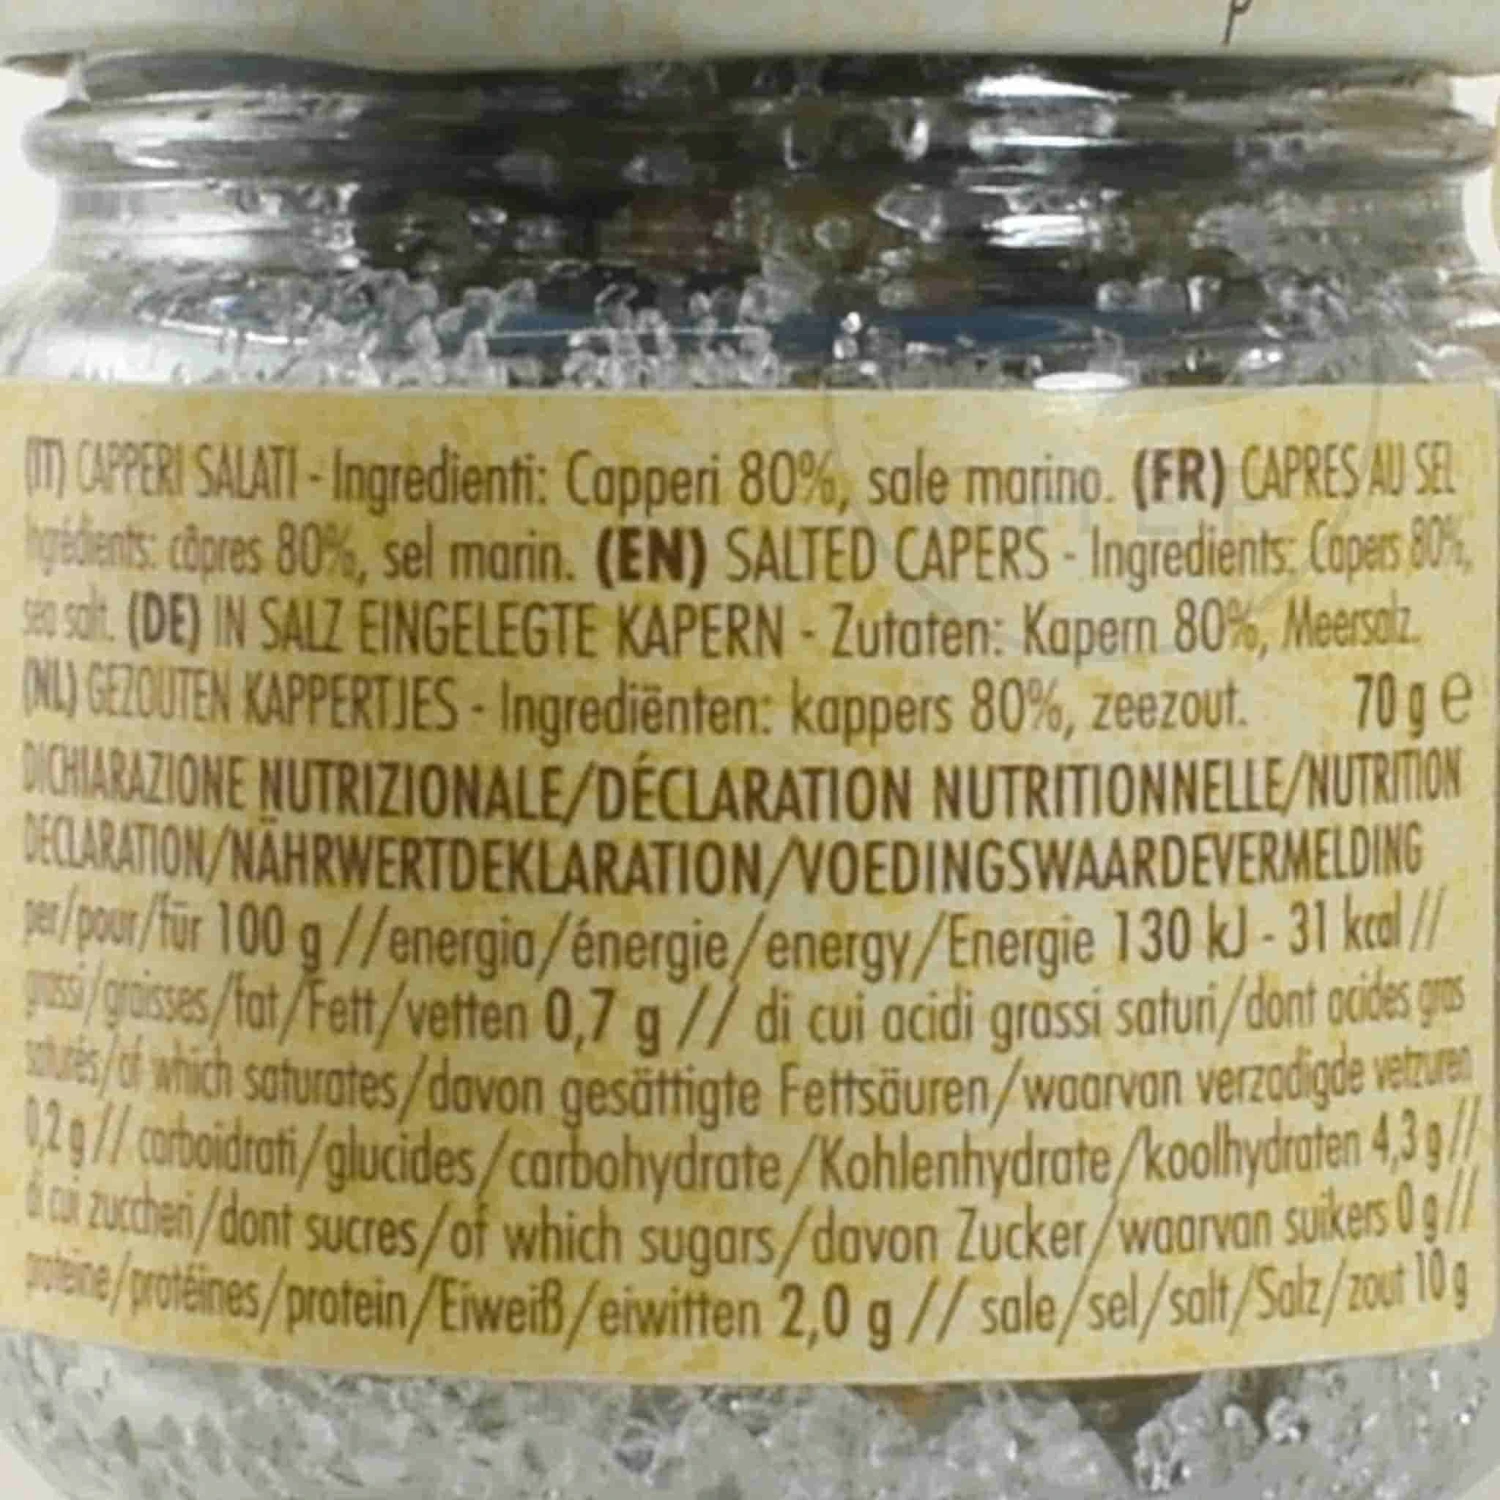 (IT) CAPPERI SALATI - Ingredienti: Capperi 80%, sale marino. (FR) CAPRES AU SEL
Ingrédients: câpres 80%, sel marin. (EN) SALTED CAPERS - Ingredients: Capers 80%,
sea salt. (DE) IN SALZ EINGELEGTE KAPERN - Zutaten: Kapern 80%, Meersalz.
(NL) GEZOUTEN KAPPERTJES - Ingrediënten: kappers 80%, zeezout. 70 g e
DICHIARAZIONE NUTRIZIONALE/DÉCLARATION NUTRITIONNELLE/NUTRITION
DECLARATION/NÄHRWERTDEKLARATION/VOEDINGSWAARDEVERMELDING
per/pour/für 100 g //energia/énergie/energy/Energie 130 kJ - 31 kcal //
grassi/graisses/fat/Fett/vetten 0,7 g // di cui acidi grassi saturi/dont acides gras
saturés/of which saturates/davon gesättigte Fettsäuren/waarvan verzadigde vetzuren
0,2 g // carboidrati/glucides/carbohydrate/Kohlenhydrate/koolhydraten 4,3 g //
di cui zuccheri/dont sucres/of which sugars/davon Zucker/waarvan suikers 0 g //
proteine/protéines/protein/Eiweiß/eiwitten 2,0 g // sale/sel/salt/Salz/zout 10 g